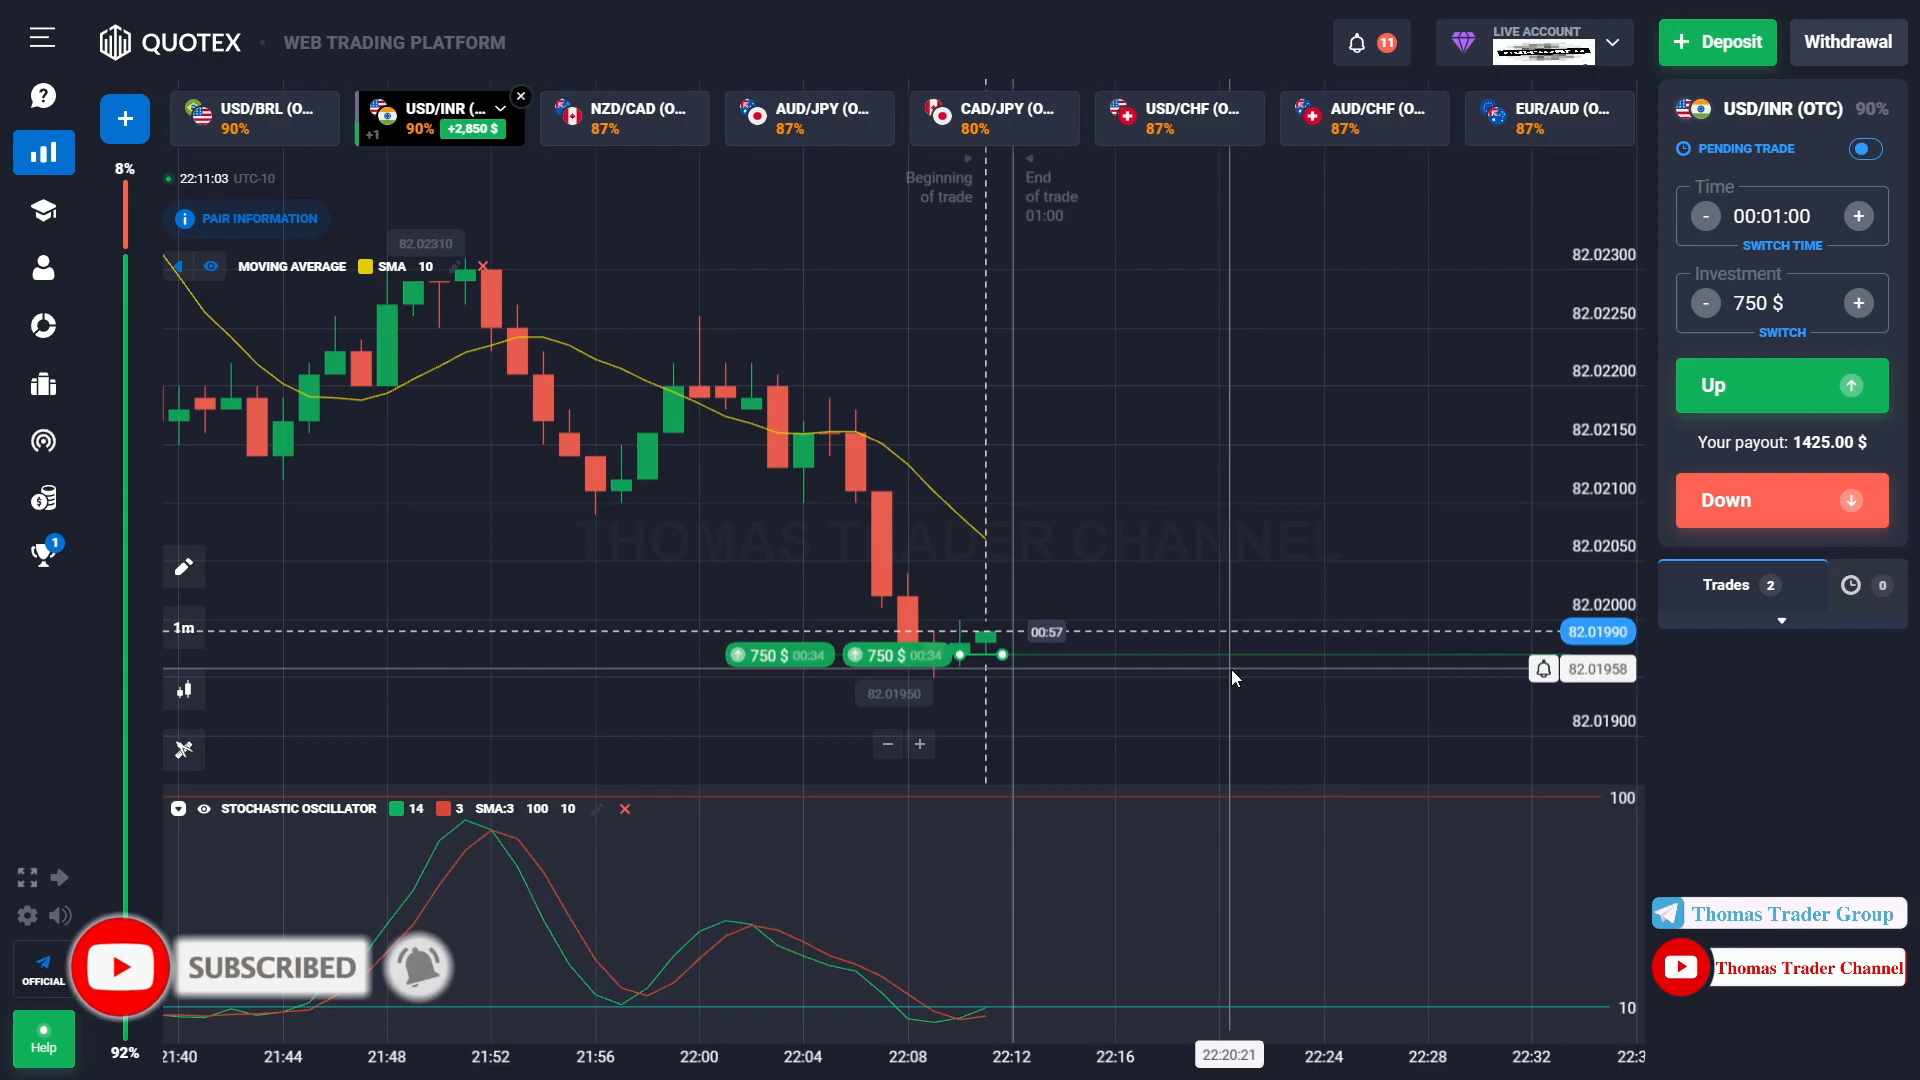 QUOTEX
WEB TRADING PLATFORM
11
LIVE ACCOUNT
+ Deposit
Withdrawal
USD/BRL (O...
90%
USD/INR (...
+1
90%
+2,850 $
NZD/CAD (O...
87%
AUD/JPY (O...
87%
CAD/JPY (O...
80%
USD/CHF (O...
87%
AUD/CHF (O...
87%
EUR/AUD (O...
87%
8%
22:11:03 UTC-10
PAIR INFORMATION
Beginning
of trade
End
of trade
01:00
82.02310
MOVING AVERAGE SMA 10
82.02300
82.02250
82.02200
82.02150
82.02100
82.02050
82.02000
82.01990
82.01958
82.01900
THOMAS TRADER CHANNEL
1m
00:57
750 $ 00:34
750 $ 00:34
82.01950
STOCHASTIC OSCILLATOR 14 3 SMA:3 100 10
100
10
21:40
21:44
21:48
21:52
21:56
22:00
22:04
22:08
22:12
22:16
22:20:21
22:24
22:28
22:32
22:3
USD/INR (OTC) 90%
PENDING TRADE
Time
- 00:01:00 +
SWITCH TIME
Investment
- 750 $ +
SWITCH
Up
Your payout: 1425.00 $
Down
Trades 2
0
1
OFFICIAL
Help
92%
SUBSCRIBED
Thomas Trader Group
Thomas Trader Channel